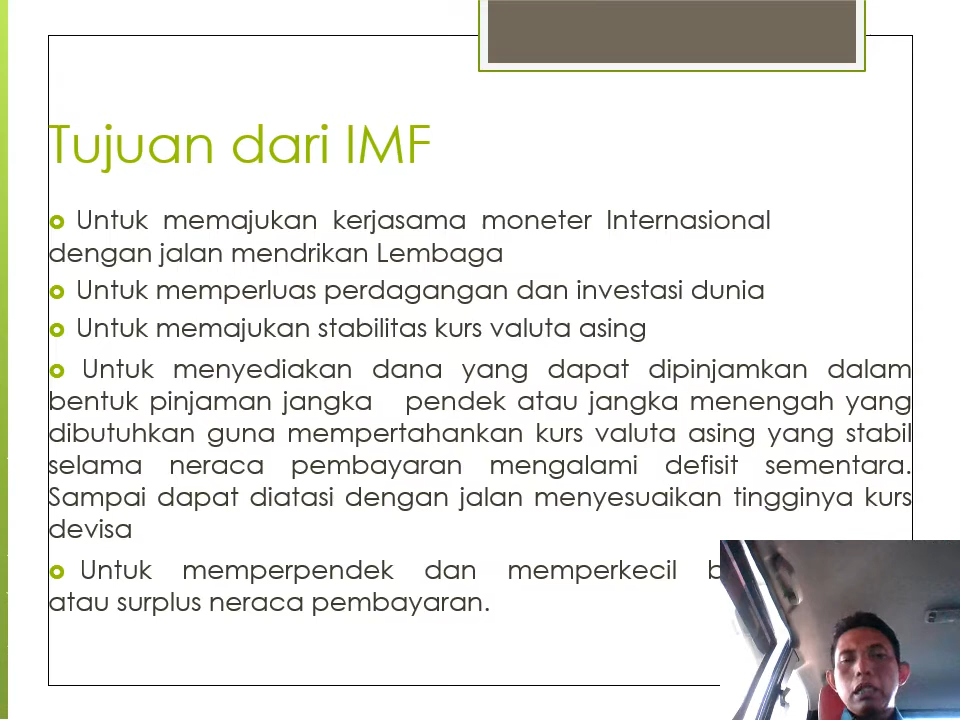 Tujuan dari IMF
Untuk memajukan kerjasama moneter Internasional
dengan jalan mendrikan Lembaga
Untuk memperluas perdagangan dan investasi dunia
Untuk memajukan stabilitas kurs valuta asing
Untuk menyediakan dana yang dapat dipinjamkan dalam
bentuk pinjaman jangka pendek atau jangka menengah yang
dibutuhkan guna mempertahankan kurs valuta asing yang stabil
selama neraca pembayaran mengalami defisit sementara.
Sampai dapat diatasi dengan jalan menyesuaikan tingginya kurs
devisa
Untuk memperpendek dan memperkecil
atau surplus neraca pembayaran.